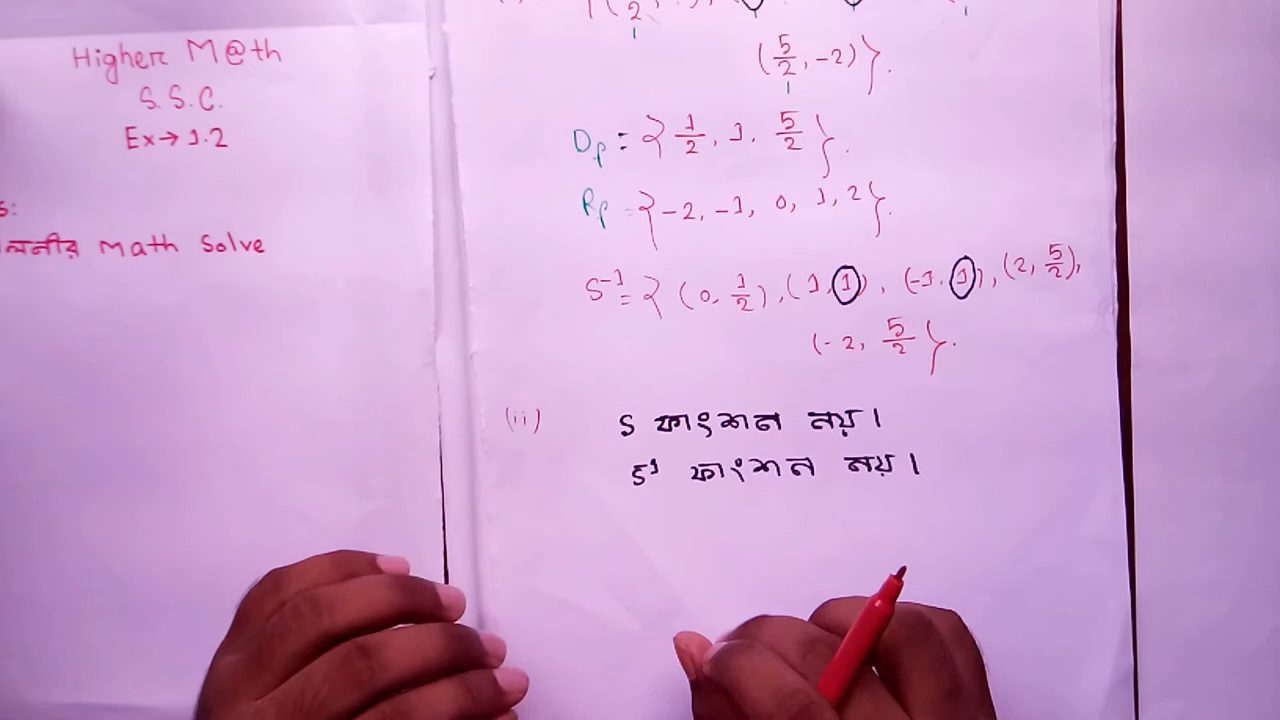 Higher M@th
S.S.C.
Ex→1.2
s:
লনীর Math Solve
(5/2, -2)}.
Dp = {1/2, 1, 5/2}.
Rp = {-2, -1, 0, 1, 2}.
S⁻¹ = {(0, 1/2), (1, 1), (-1, 1), (2, 5/2),
(-2, 5/2}.
(ii) S ফাংশন নয়।
S⁻¹ ফাংশন নয়।